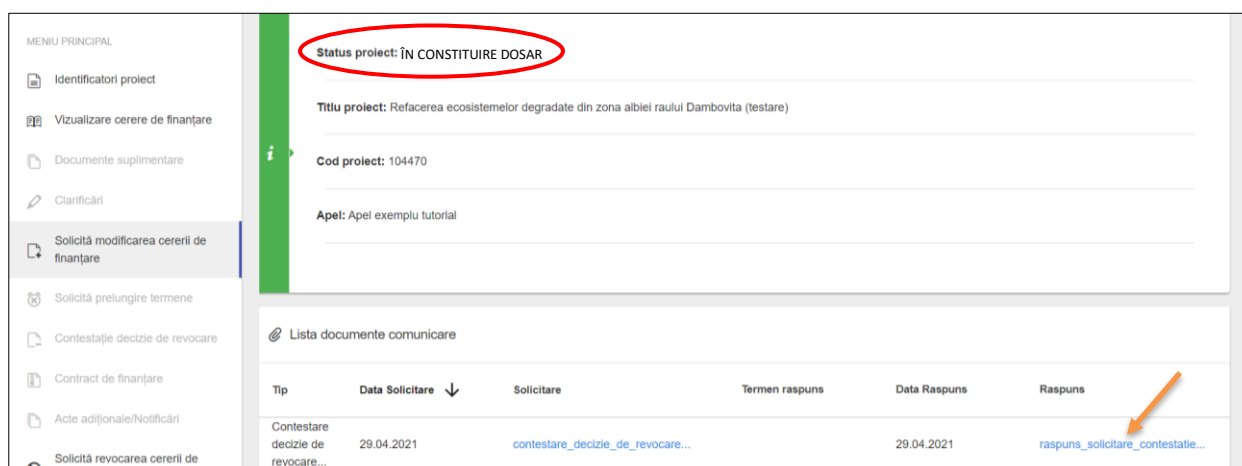 MENIU PRINCIPAL
Identificatori proiect
Vizualizare cerere de finanțare
Documente suplimentare
Clarificări
Solicită modificarea cererii de
finanțare
Solicită prelungire termene
Contestație decizie de revocare
Contract de finanțare
Acte adiționale/Notificări
Solicită revocarea cererii de
Status proiect: ÎN CONSTITUIRE DOSAR
Titlu proiect: Refacerea ecosistemelor degradate din zona albiei raului Dambovita (testare)
Cod proiect: 104470
Apel: Apel exemplu tutorial
Lista documente comunicare
Tip Data Solicitare Solicitare Termen raspuns Data Raspuns Raspuns
Contestare
decizie de 29.04.2021 contestare_decizie_de_revocare... 29.04.2021 raspuns_solicitare_contestatie...
revocare...